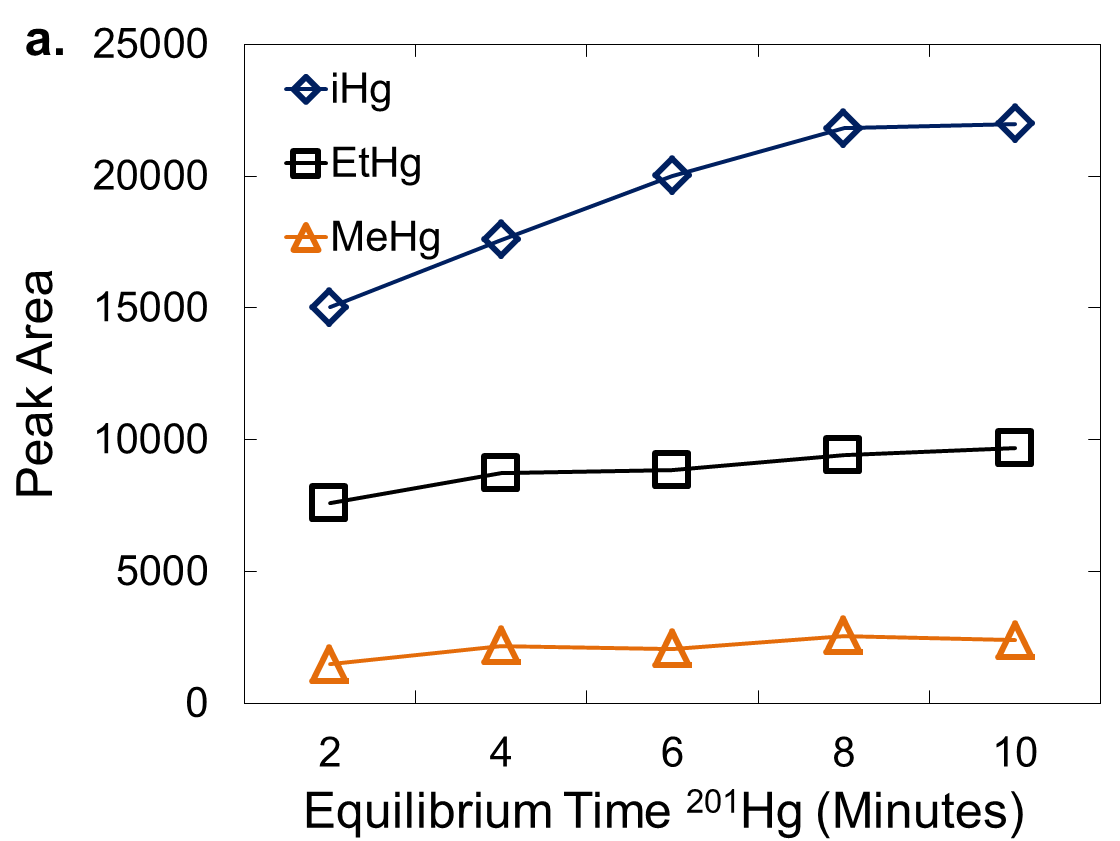 a.
25000
20000
15000
10000
5000
0
Peak Area
iHg
EtHg
MeHg
2 4 6 8 10
Equilibrium Time ²⁰¹Hg (Minutes)